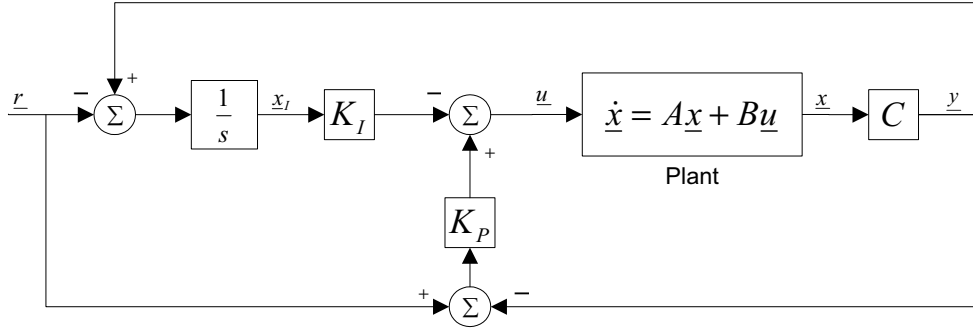 +
r − Σ 1/s x_I K_I − Σ u ẋ = Ax + Bu x C y
+
Plant
K_P
+ Σ −